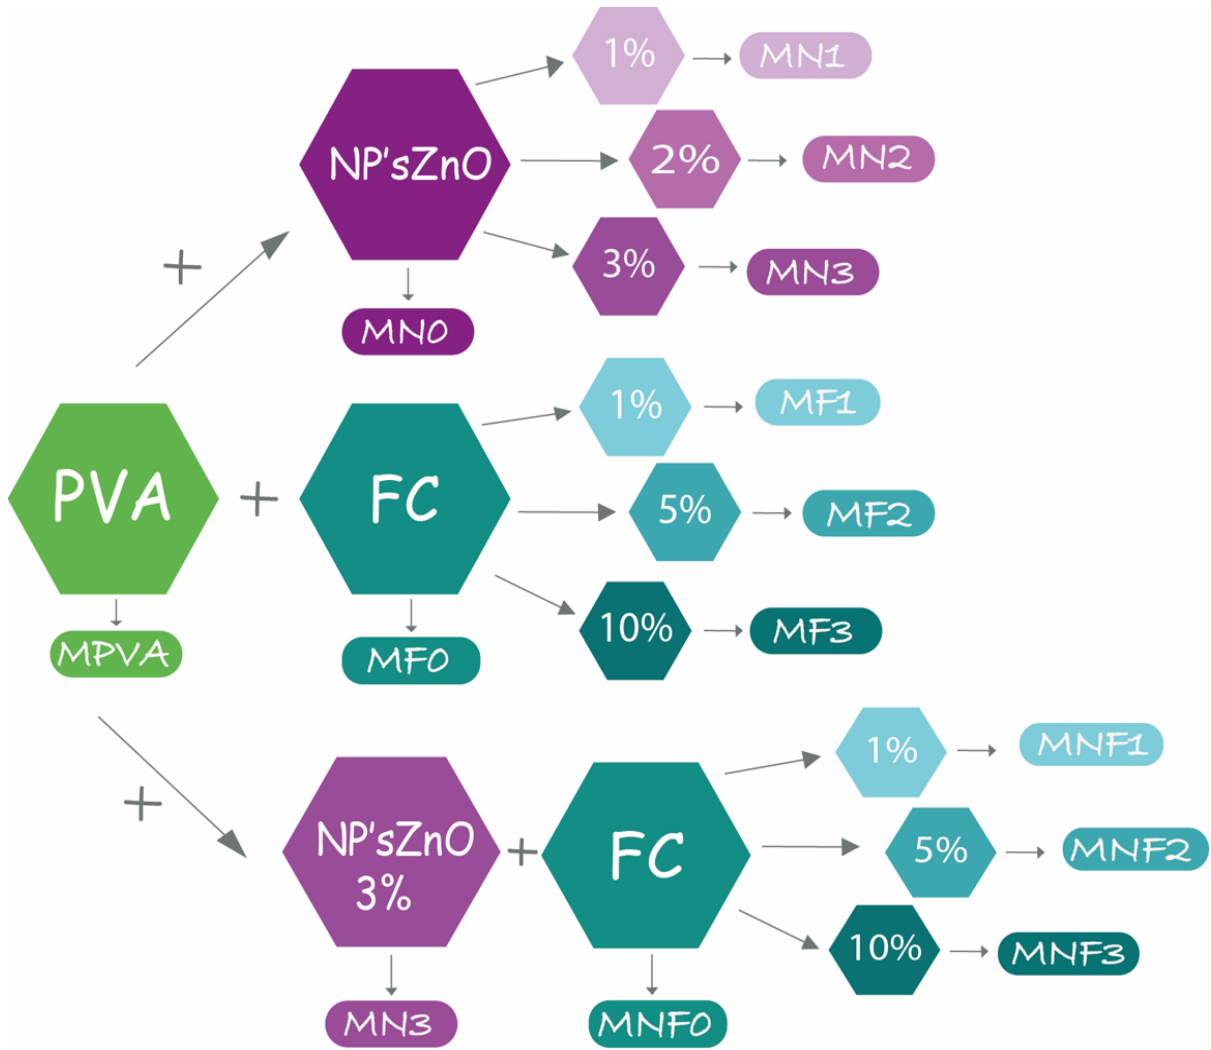 1%
MN1
NP'sZnO
2%
MN2
3%
MN3
+
MN0
1%
MF1
PVA
+
FC
5%
MF2
10%
MF3
MPVA
MF0
1%
MNF1
+
NP'sZnO
3%
+
FC
5%
MNF2
10%
MNF3
MN3
MNF0